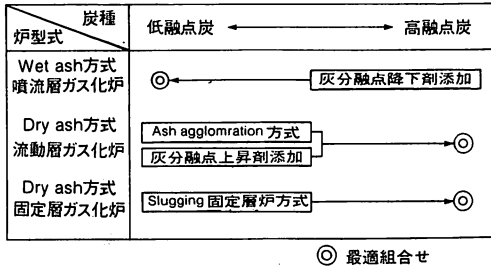 炭種
炉型式
低融点炭
高融点炭
Wet ash方式
噴流層ガス化炉
灰分融点降下剤添加
Dry ash方式
流動層ガス化炉
Ash agglomration 方式
灰分融点上昇剤添加
Dry ash方式
固定層ガス化炉
Slugging 固定層炉方式
◎ 最適組合せ